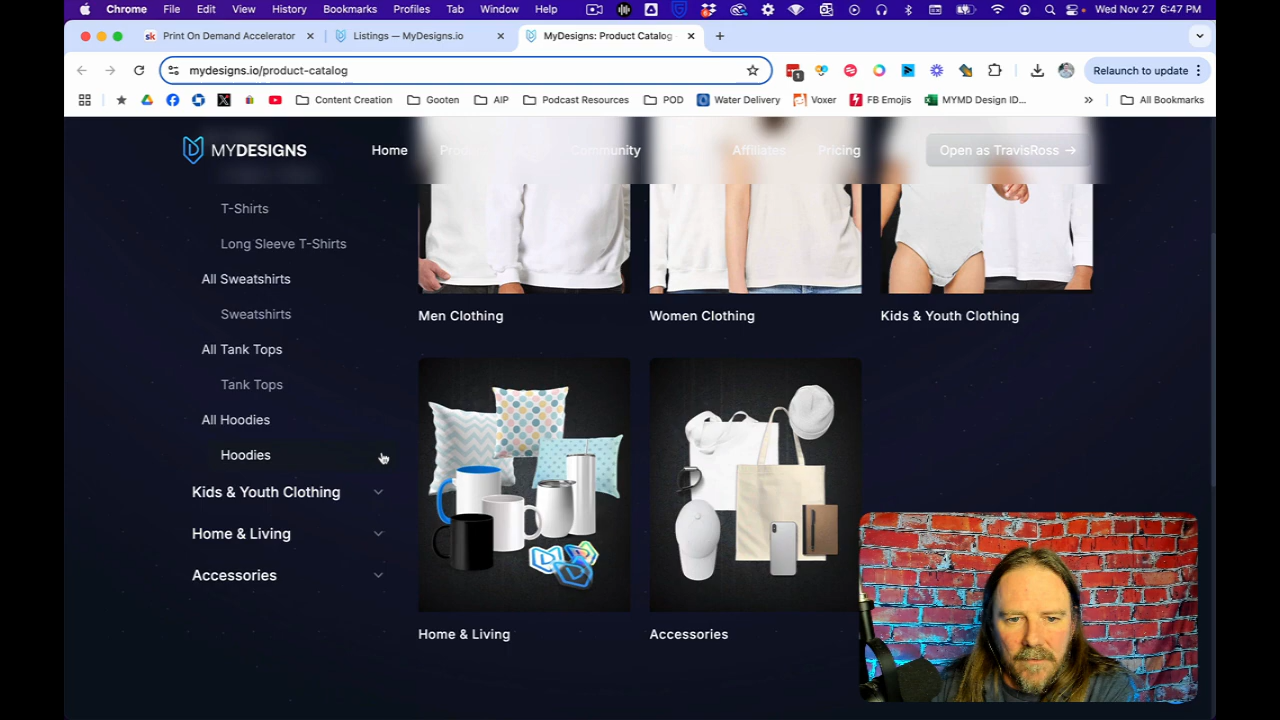 Chrome File Edit View History Bookmarks Profiles Tab Window Help Wed Nov 27 6:47 PM
Print On Demand Accelerator
Listings — MyDesigns.io
MyDesigns: Product Catalog
mydesigns.io/product-catalog
1
Relaunch to update
Content Creation
Gooten
AIP
Podcast Resources
POD
Water Delivery
Voxer
FB Emojis
MYMD Design ID...
All Bookmarks
MYDESIGNS
Home
Community
Affiliates
Pricing
Open as TravisRoss →
T-Shirts
Long Sleeve T-Shirts
All Sweatshirts
Sweatshirts
All Tank Tops
Tank Tops
All Hoodies
Hoodies
Kids & Youth Clothing
Home & Living
Accessories
Men Clothing
Women Clothing
Kids & Youth Clothing
Home & Living
Accessories